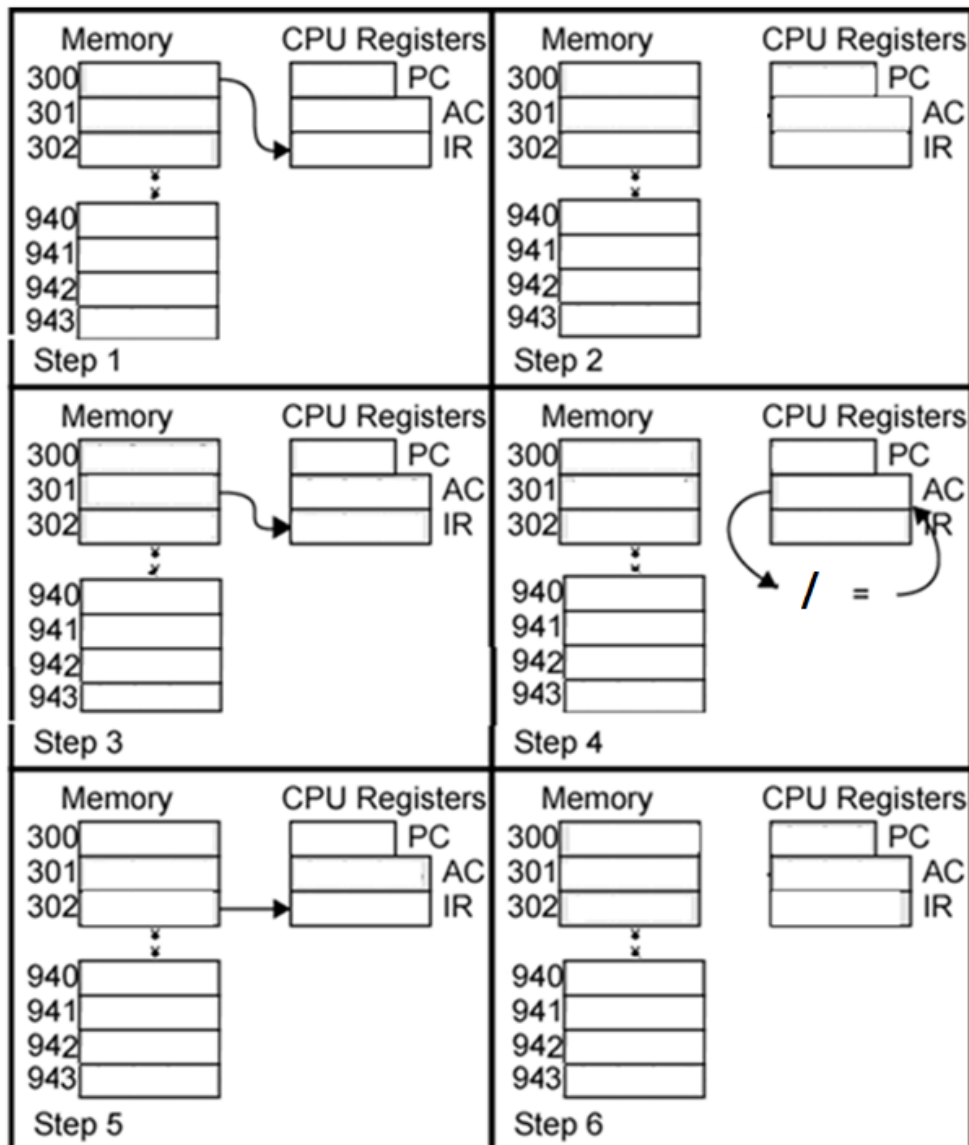 Memory CPU Registers
300 PC
301 AC
302 IR
940
941
942
943
Step 1
Memory CPU Registers
300 PC
301 AC
302 IR
940
941
942
943
Step 2
Memory CPU Registers
300 PC
301 AC
302 IR
940
941
942
943
Step 3
Memory CPU Registers
300 PC
301 AC
302 IR
940 / =
941
942
943
Step 4
Memory CPU Registers
300 PC
301 AC
302 IR
940
941
942
943
Step 5
Memory CPU Registers
300 PC
301 AC
302 IR
940
941
942
943
Step 6